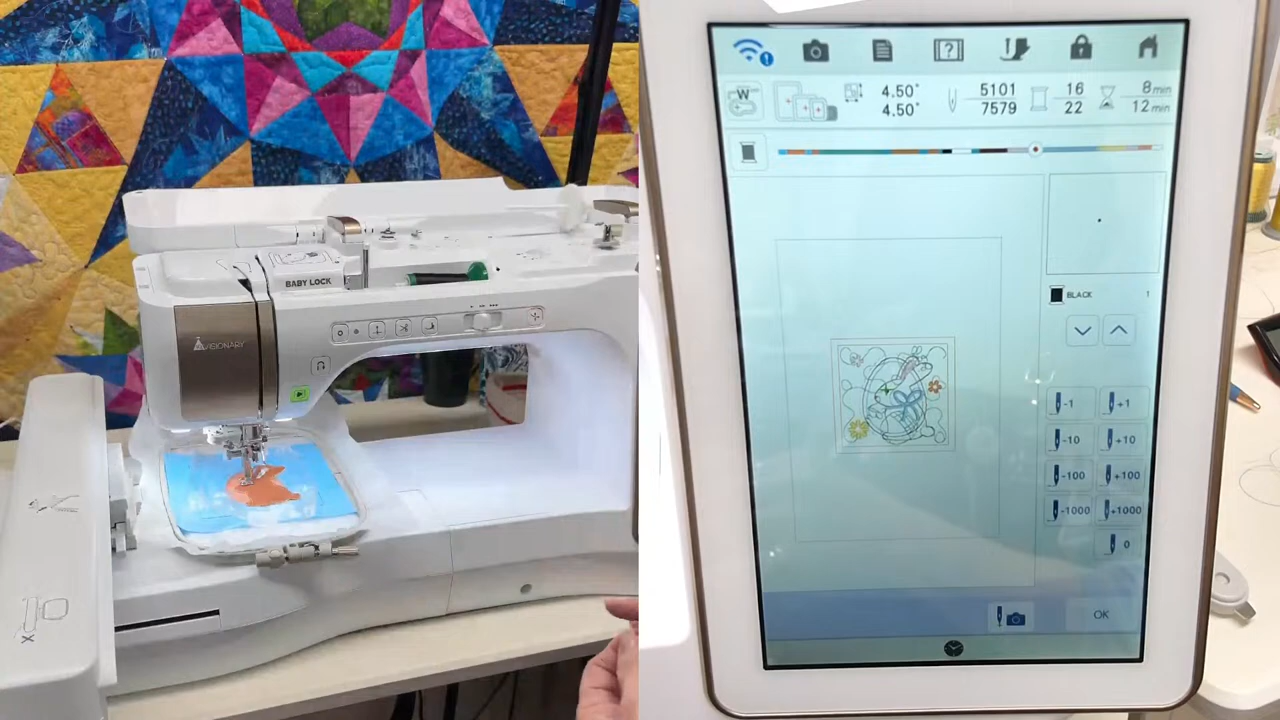 BABY LOCK
VISIONARY
X
1
?
W
4.50"
4.50"
5101
7579
16
22
8 min
12 min
BLACK
1
-1
+1
-10
+10
-100
+100
-1000
+1000
0
OK